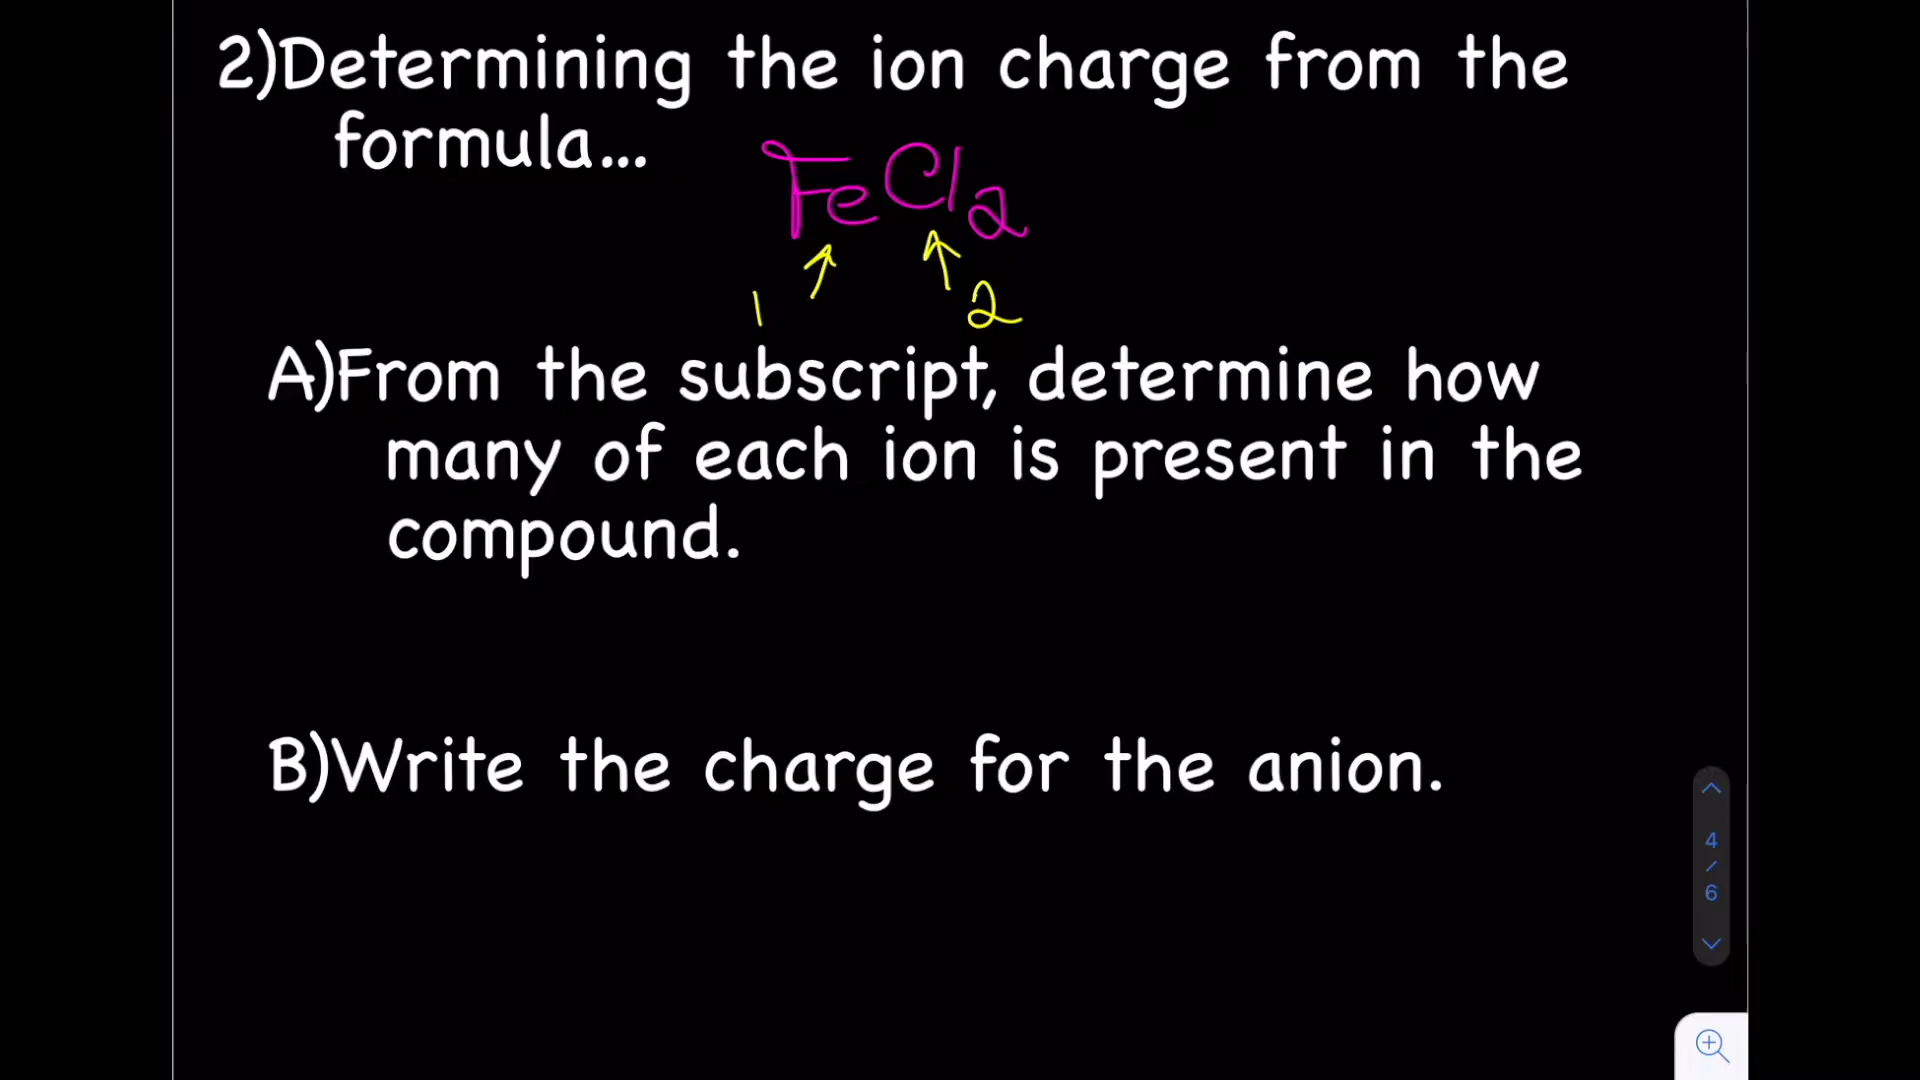 2)Determining the ion charge from the
formula...
FeCl2
1 2
A)From the subscript, determine how
many of each ion is present in the
compound.
B)Write the charge for the anion.
4
/
6